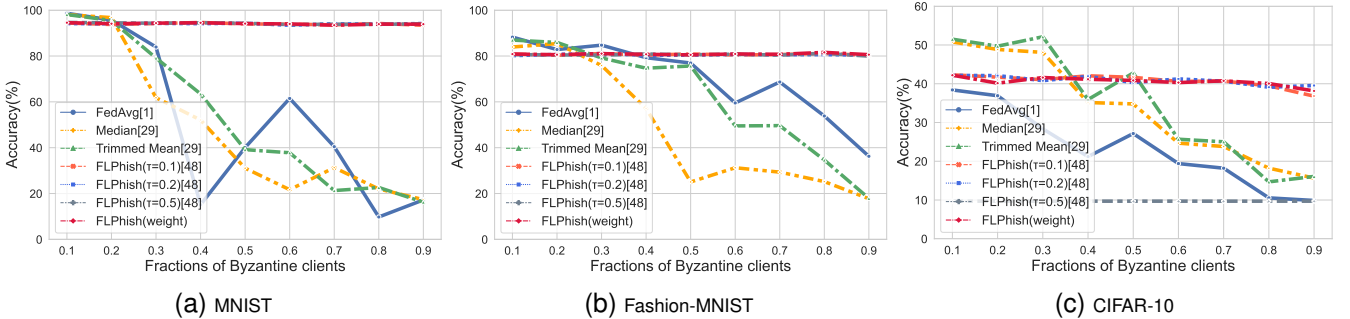 100
80
60
40
20
0
Accuracy(%)
FedAvg[1]
Median[29]
Trimmed Mean[29]
FLPhish(τ=0.1)[48]
FLPhish(τ=0.2)[48]
FLPhish(τ=0.5)[48]
FLPhish(weight)
0.1 0.2 0.3 0.4 0.5 0.6 0.7 0.8 0.9
Fractions of Byzantine clients
(a) MNIST
100
80
60
40
20
0
Accuracy(%)
FedAvg[1]
Median[29]
Trimmed Mean[29]
FLPhish(τ=0.1)[48]
FLPhish(τ=0.2)[48]
FLPhish(τ=0.5)[48]
FLPhish(weight)
0.1 0.2 0.3 0.4 0.5 0.6 0.7 0.8 0.9
Fractions of Byzantine clients
(b) Fashion-MNIST
60
50
40
30
20
10
0
Accuracy(%)
FedAvg[1]
Median[29]
Trimmed Mean[29]
FLPhish(τ=0.1)[48]
FLPhish(τ=0.2)[48]
FLPhish(τ=0.5)[48]
FLPhish(weight)
0.1 0.2 0.3 0.4 0.5 0.6 0.7 0.8 0.9
Fractions of Byzantine clients
(c) CIFAR-10